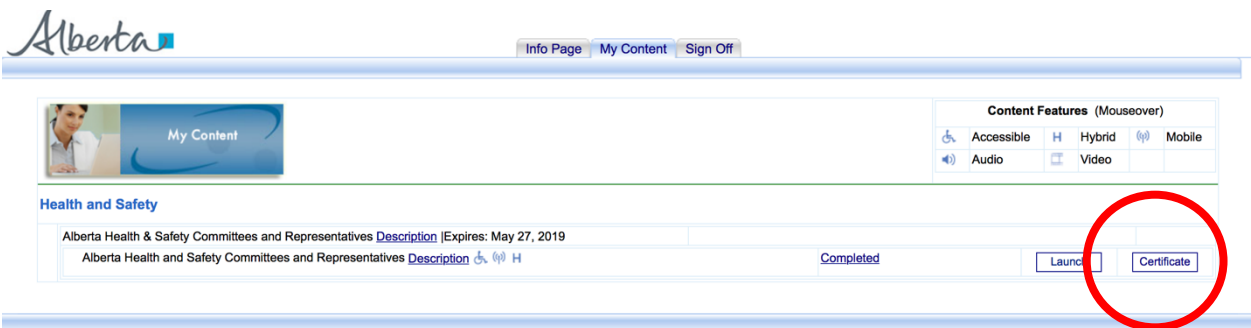 Alberta
Info Page My Content Sign Off
My Content
Content Features (Mouseover)
Accessible H Hybrid Mobile
Audio Video
Health and Safety
Alberta Health & Safety Committees and Representatives Description |Expires: May 27, 2019
Alberta Health and Safety Committees and Representatives Description H Completed Launch Certificate